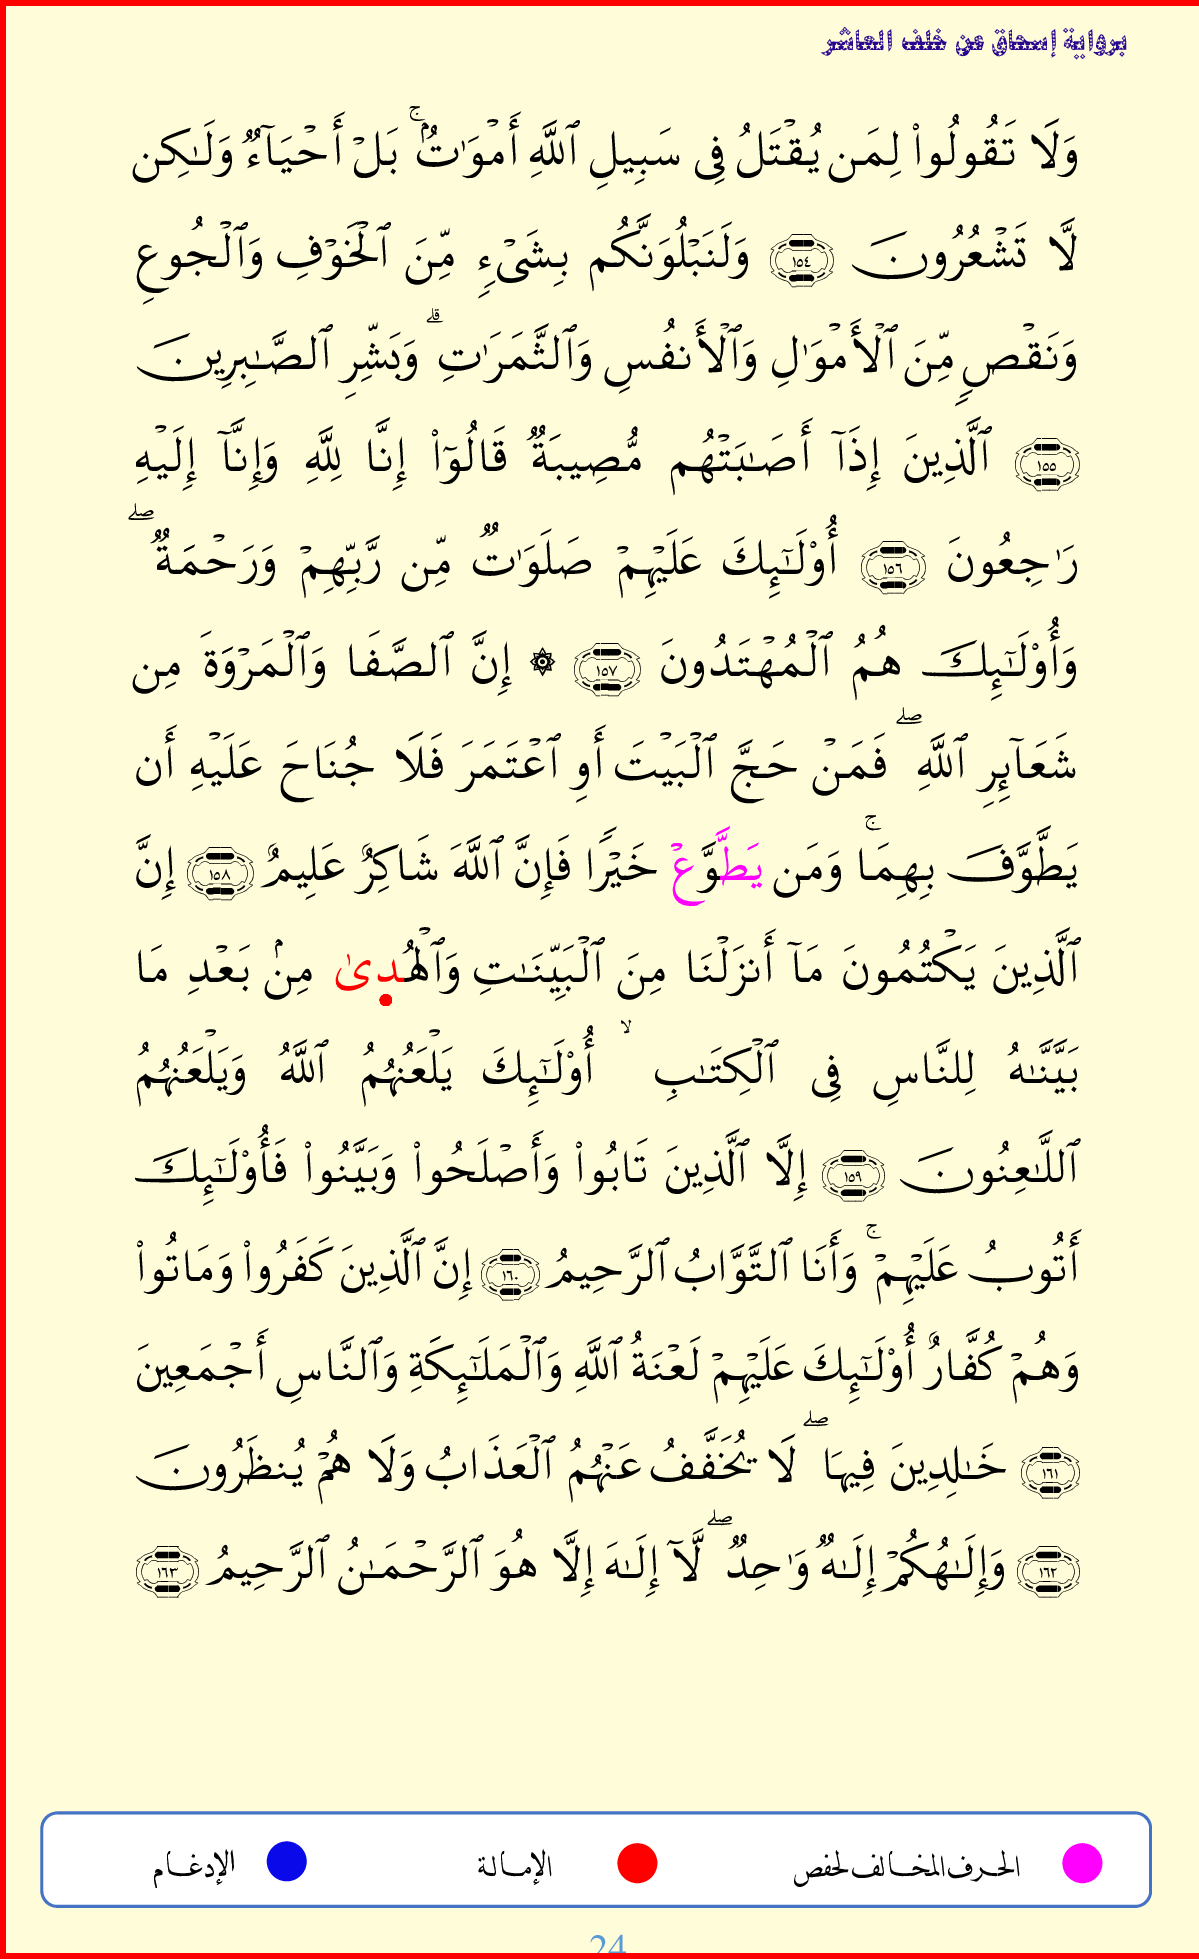 برواية إسحاق عن خلف العاشر
وَلَا تَقُولُوا۟ لِمَن يُقْتَلُ فِى سَبِيلِ ٱللَّهِ أَمْوَٰتٌۢ ۚ بَلْ أَحْيَآءٌ وَلَـٰكِن
لَّا تَشْعُرُونَ ١٥٤ وَلَنَبْلُوَنَّكُم بِشَىْءٍ مِّنَ ٱلْخَوْفِ وَٱلْجُوعِ
وَنَقْصٍ مِّنَ ٱلْأَمْوَٰلِ وَٱلْأَنفُسِ وَٱلثَّمَرَٰتِ ۗ وَبَشِّرِ ٱلصَّـٰبِرِينَ
١٥٥ ٱلَّذِينَ إِذَآ أَصَـٰبَتْهُم مُّصِيبَةٌ قَالُوٓا۟ إِنَّا لِلَّهِ وَإِنَّآ إِلَيْهِ
رَٰجِعُونَ ١٥٦ أُو۟لَـٰٓئِكَ عَلَيْهِمْ صَلَوَٰتٌ مِّن رَّبِّهِمْ وَرَحْمَةٌ ۖ
وَأُو۟لَـٰٓئِكَ هُمُ ٱلْمُهْتَدُونَ ١٥٧ ۞ إِنَّ ٱلصَّفَا وَٱلْمَرْوَةَ مِن
شَعَآئِرِ ٱللَّهِ ۖ فَمَنْ حَجَّ ٱلْبَيْتَ أَوِ ٱعْتَمَرَ فَلَا جُنَاحَ عَلَيْهِ أَن
يَطَّوَّفَ بِهِمَا ۚ وَمَن يَطَّوَّعْ خَيْرًا فَإِنَّ ٱللَّهَ شَاكِرٌ عَلِيمٌ ١٥٨ إِنَّ
ٱلَّذِينَ يَكْتُمُونَ مَآ أَنزَلْنَا مِنَ ٱلْبَيِّنَـٰتِ وَٱلْهُدِىٰ مِنۢ بَعْدِ مَا
بَيَّنَّـٰهُ لِلنَّاسِ فِى ٱلْكِتَـٰبِ ۙ أُو۟لَـٰٓئِكَ يَلْعَنُهُمُ ٱللَّهُ وَيَلْعَنُهُمُ
ٱللَّـٰعِنُونَ ١٥٩ إِلَّا ٱلَّذِينَ تَابُوا۟ وَأَصْلَحُوا۟ وَبَيَّنُوا۟ فَأُو۟لَـٰٓئِكَ
أَتُوبُ عَلَيْهِمْ ۚ وَأَنَا ٱلتَّوَّابُ ٱلرَّحِيمُ ١٦٠ إِنَّ ٱلَّذِينَ كَفَرُوا۟ وَمَاتُوا۟
وَهُمْ كُفَّارٌ أُو۟لَـٰٓئِكَ عَلَيْهِمْ لَعْنَةُ ٱللَّهِ وَٱلْمَلَـٰٓئِكَةِ وَٱلنَّاسِ أَجْمَعِينَ
١٦١ خَـٰلِدِينَ فِيهَا ۖ لَا يُخَفَّفُ عَنْهُمُ ٱلْعَذَابُ وَلَا هُمْ يُنظَرُونَ
١٦٢ وَإِلَـٰهُكُمْ إِلَـٰهٌ وَٰحِدٌ ۖ لَّآ إِلَـٰهَ إِلَّا هُوَ ٱلرَّحْمَـٰنُ ٱلرَّحِيمُ ١٦٣
الحرف المخالف لحفص الإمالة الإدغام
24